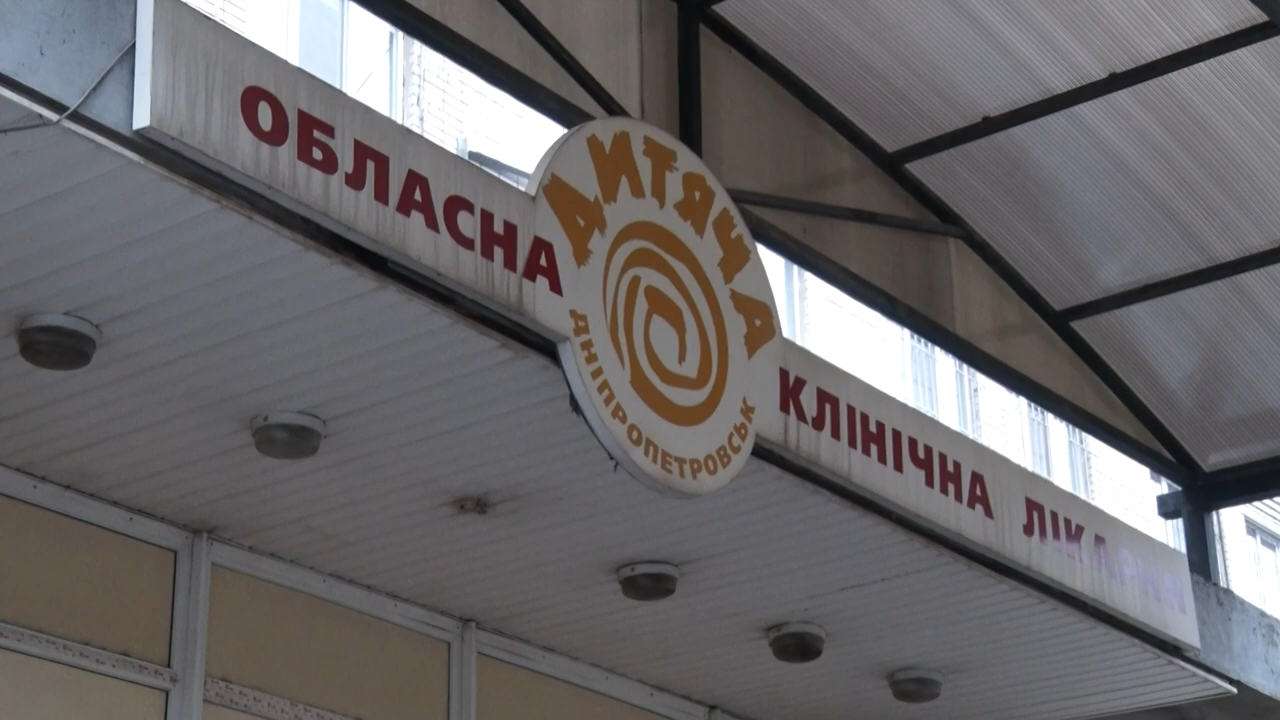 ОБЛАСНА
ДИТЯЧА
ДНІПРОПЕТРОВСЬК
КЛІНІЧНА ЛІКАРНЯ